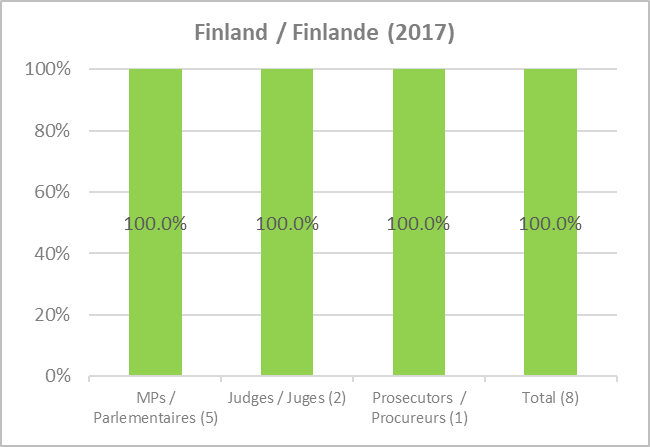 Finland / Finlande (2017)
100%
80%
60%
40%
20%
0%
100.0% 100.0% 100.0% 100.0%
MPs / Parlementaires (5)
Judges / Juges (2)
Prosecutors / Procureurs (1)
Total (8)